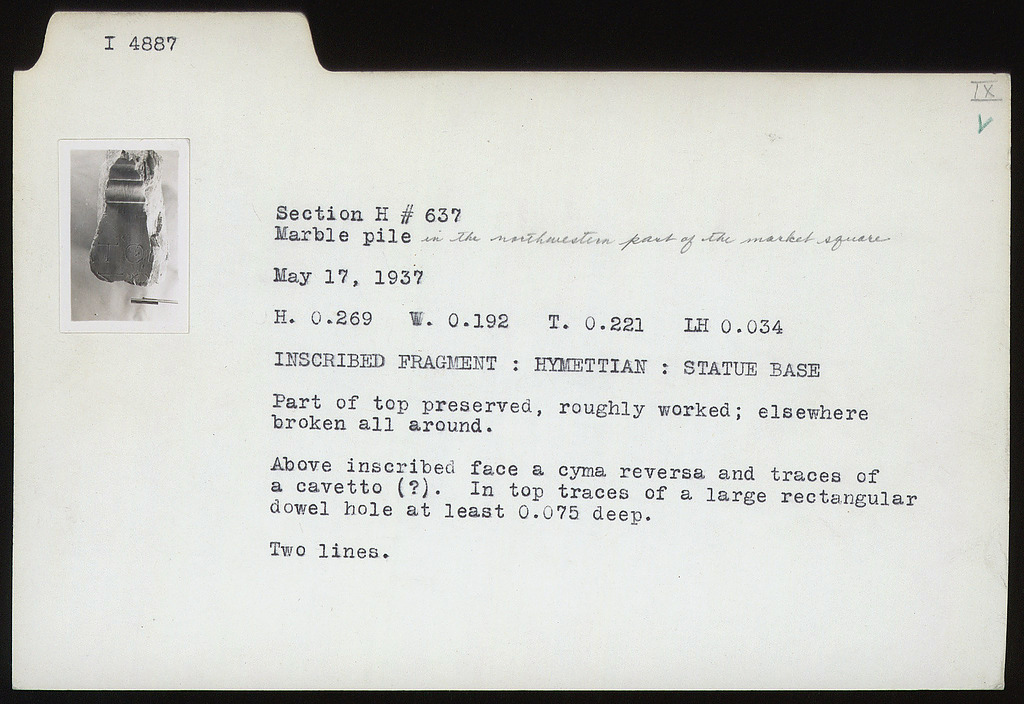 I 4887
IX
Section H # 637
Marble pile in the northwestern part of the market square
May 17, 1937
H. 0.269 W. 0.192 T. 0.221 LH 0.034
INSCRIBED FRAGMENT : HYMETTIAN : STATUE BASE
Part of top preserved, roughly worked; elsewhere
broken all around.
Above inscribed face a cyma reversa and traces of
a cavetto (?). In top traces of a large rectangular
dowel hole at least 0.075 deep.
Two lines.